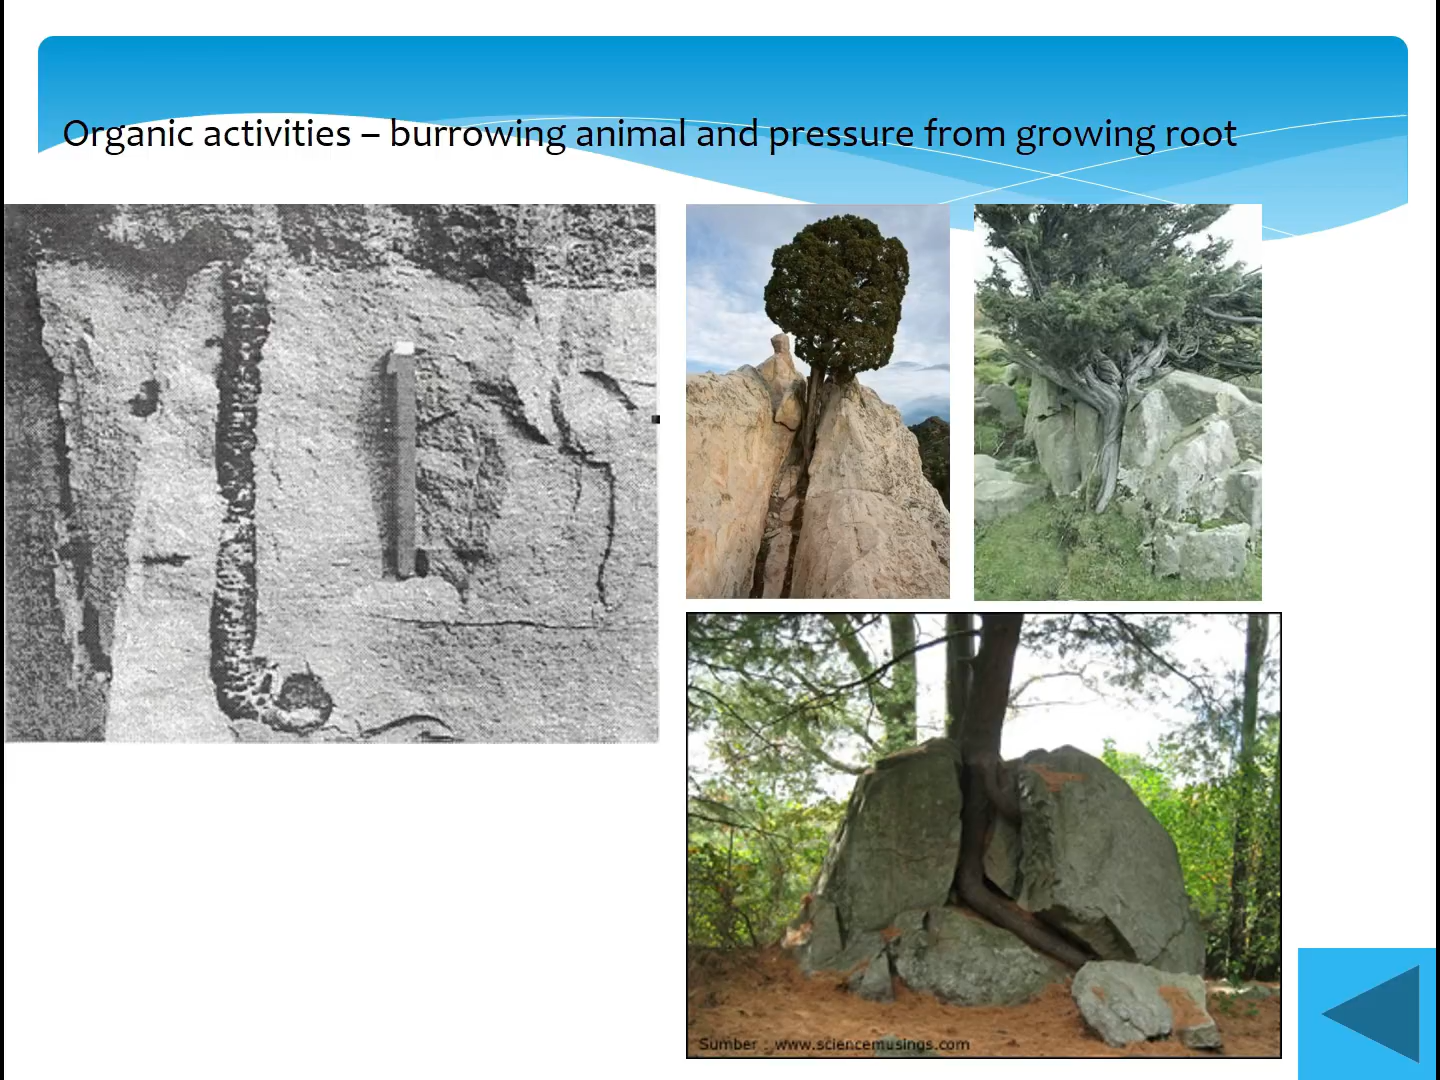 Organic activities – burrowing animal and pressure from growing root
Sumber : www.sciencemusings.com